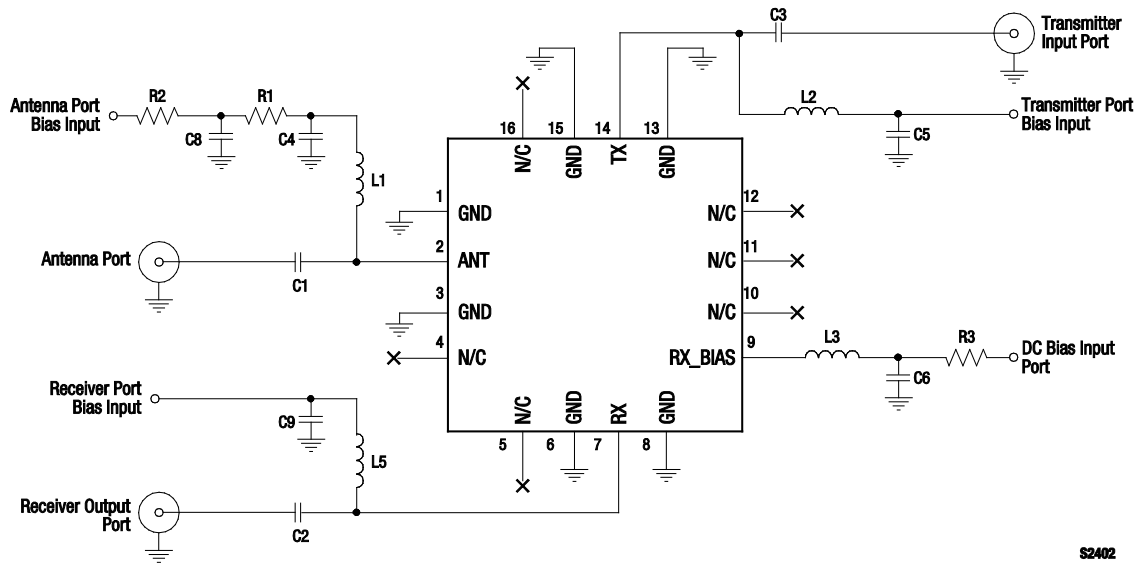 C3
Transmitter
Input Port
Antenna Port
Bias Input
R2
R1
C8
C4
L2
C5
Transmitter Port
Bias Input
16
15
14
13
N/C
GND
TX
GND
L1
1
GND
12
N/C
Antenna Port
C1
2
ANT
11
N/C
3
GND
10
N/C
4
N/C
9
RX_BIAS
L3
C6
R3
DC Bias Input
Port
Receiver Port
Bias Input
C9
L5
N/C
GND
RX
GND
5
6
7
8
Receiver Output
Port
C2
S2402